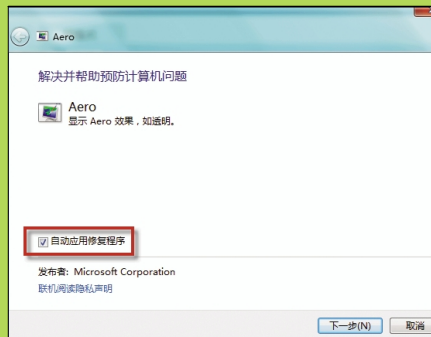 Aero
解决并帮助预防计算机问题
Aero
显示 Aero 效果，如透明。
自动应用修复程序
发布者: Microsoft Corporation
联机阅读隐私声明
下一步(N) 取消